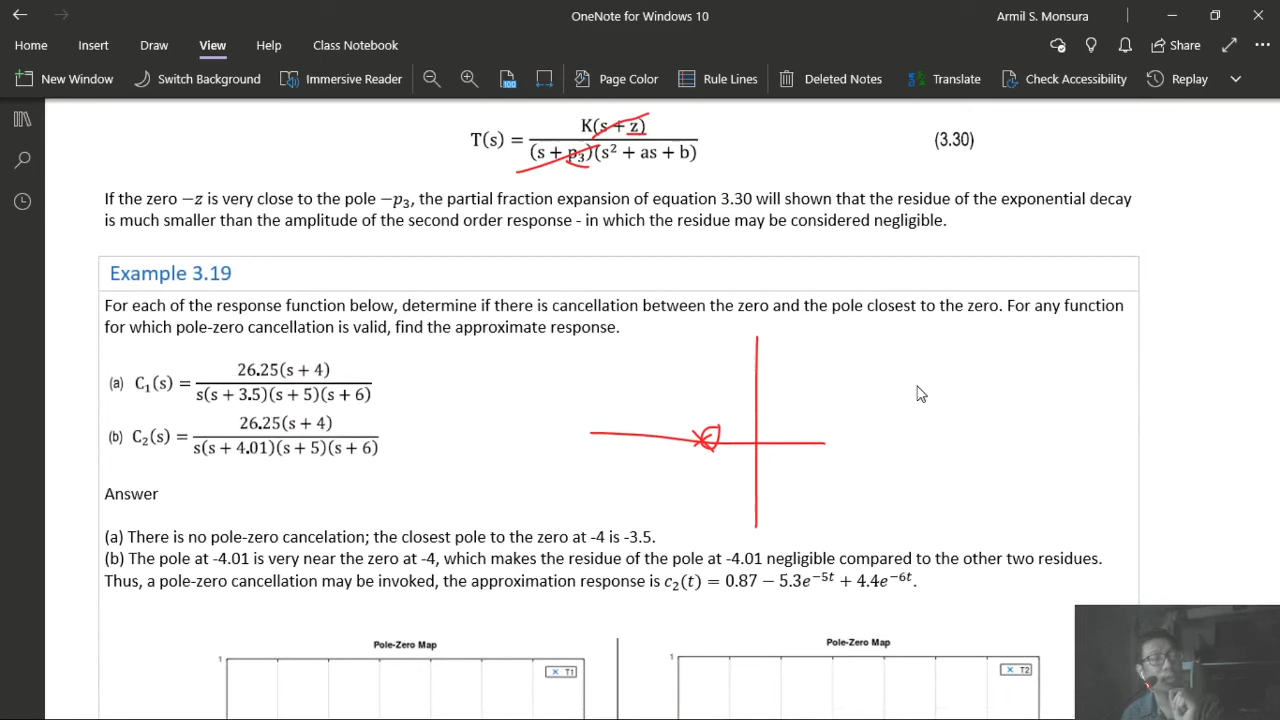 OneNote for Windows 10
Armil S. Monsura
Home Insert Draw View Help Class Notebook Share
New Window Switch Background Immersive Reader Page Color Rule Lines Deleted Notes Translate Check Accessibility Replay
T(s) = K(s + z) / (s + p₃)(s² + as + b) (3.30)
If the zero −z is very close to the pole −p₃, the partial fraction expansion of equation 3.30 will shown that the residue of the exponential decay
is much smaller than the amplitude of the second order response - in which the residue may be considered negligible.
Example 3.19
For each of the response function below, determine if there is cancellation between the zero and the pole closest to the zero. For any function
for which pole-zero cancellation is valid, find the approximate response.
(a) C₁(s) = 26.25(s + 4) / s(s + 3.5)(s + 5)(s + 6)
(b) C₂(s) = 26.25(s + 4) / s(s + 4.01)(s + 5)(s + 6)
Answer
(a) There is no pole-zero cancelation; the closest pole to the zero at -4 is -3.5.
(b) The pole at -4.01 is very near the zero at -4, which makes the residue of the pole at -4.01 negligible compared to the other two residues.
Thus, a pole-zero cancellation may be invoked, the approximation response is c₂(t) = 0.87 − 5.3e⁻⁵ᵗ + 4.4e⁻⁶ᵗ.
Pole-Zero Map
1
T1
Pole-Zero Map
1
T2